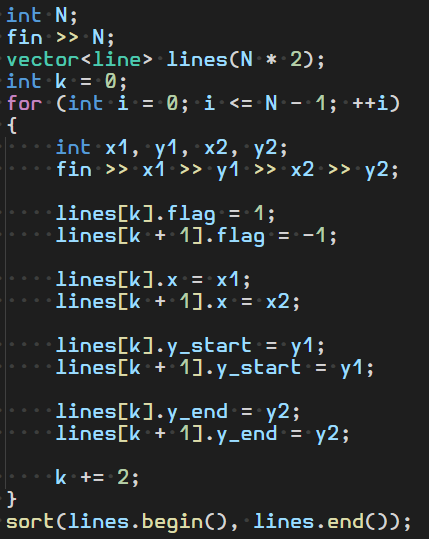 int N;
fin >> N;
vector<line> lines(N * 2);
int k = 0;
for (int i = 0; i <= N - 1; ++i)
{
    int x1, y1, x2, y2;
    fin >> x1 >> y1 >> x2 >> y2;

    lines[k].flag = 1;
    lines[k + 1].flag = -1;

    lines[k].x = x1;
    lines[k + 1].x = x2;

    lines[k].y_start = y1;
    lines[k + 1].y_start = y1;

    lines[k].y_end = y2;
    lines[k + 1].y_end = y2;

    k += 2;
}
sort(lines.begin(), lines.end());